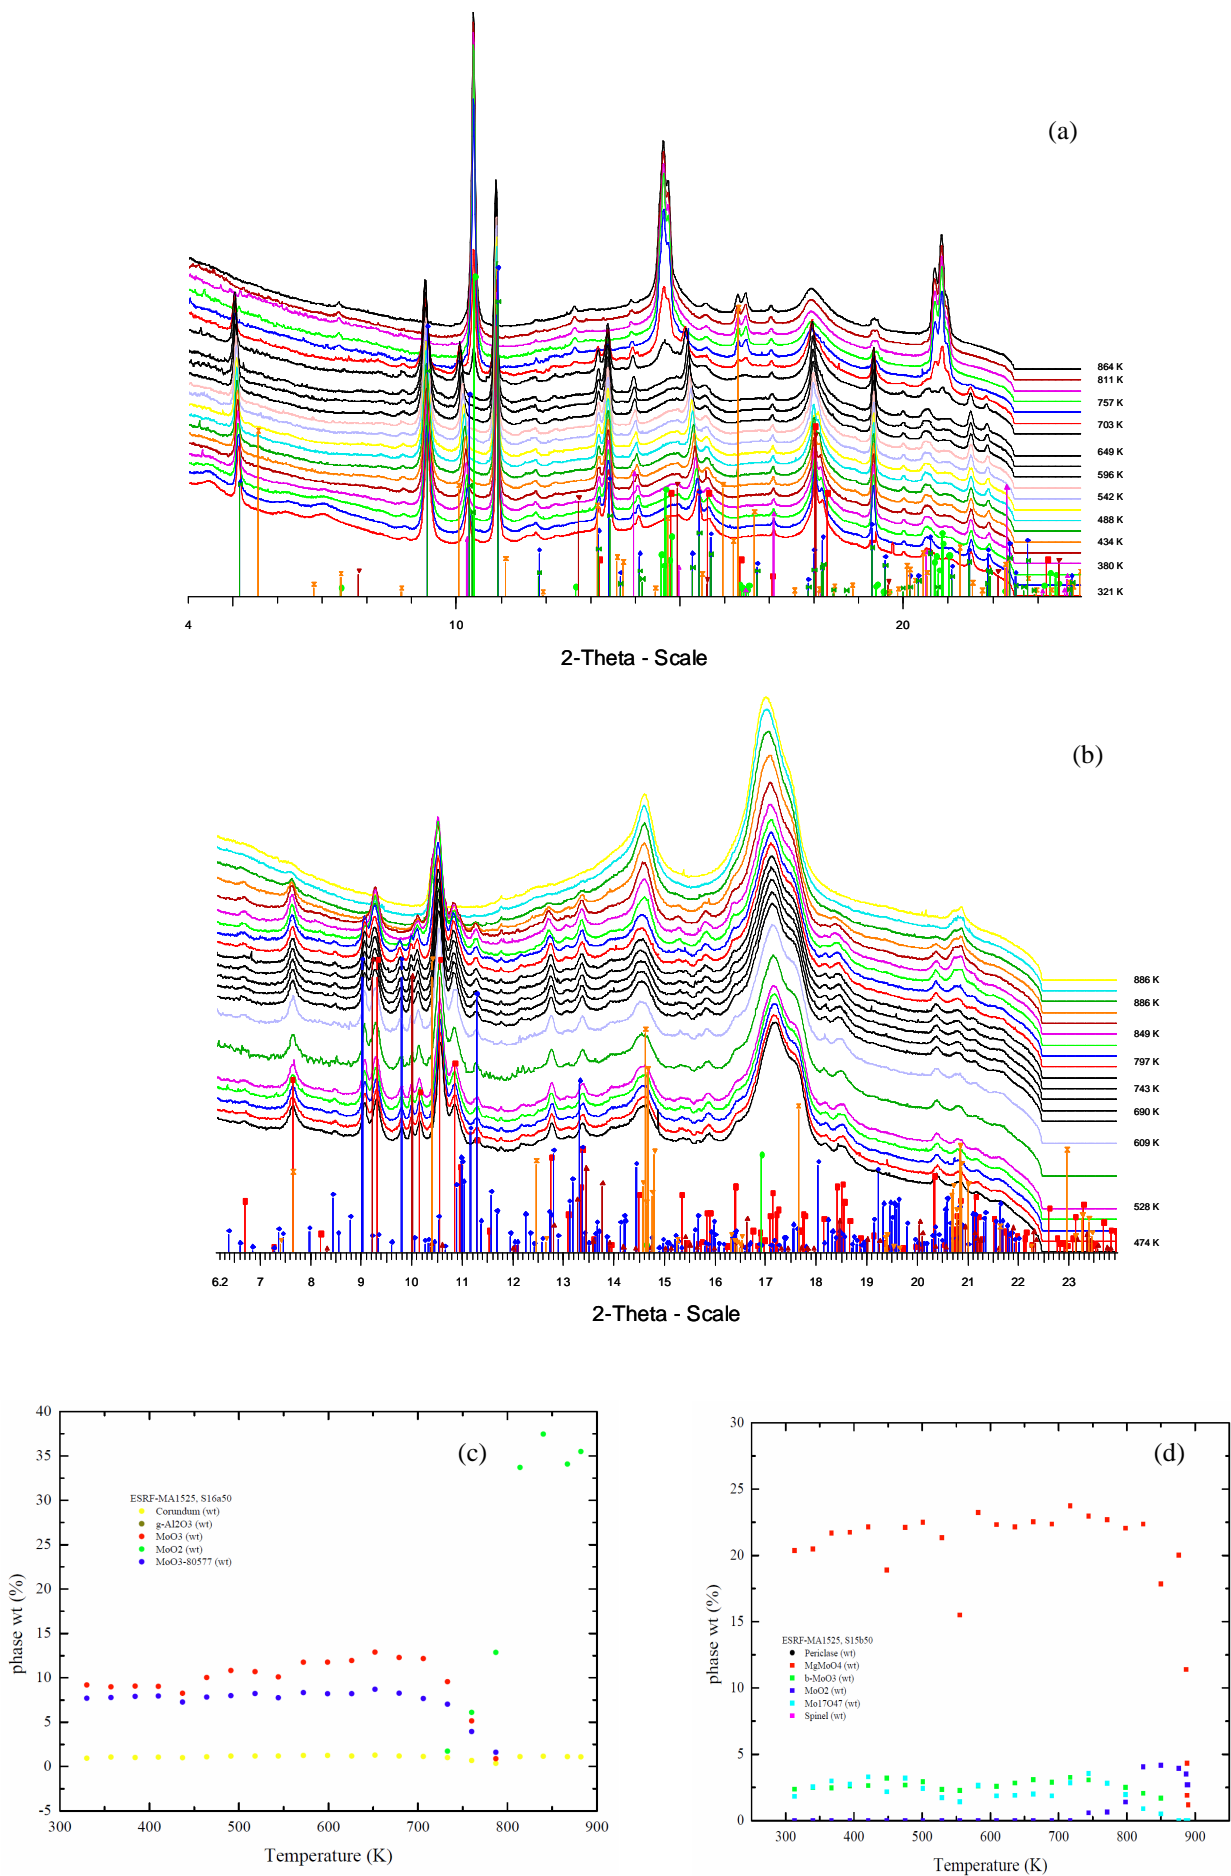 (a)
864 K
811 K
757 K
703 K
649 K
596 K
542 K
488 K
434 K
380 K
321 K
4 10 20
2-Theta - Scale
(b)
886 K
886 K
849 K
797 K
743 K
690 K
609 K
528 K
474 K
6.2 7 8 9 10 11 12 13 14 15 16 17 18 19 20 21 22 23
2-Theta - Scale
(c)
phase wt (%)
40
35
30
25
20
15
10
5
0
-5
ESRF-MA1525, S16a50
Corundum (wt)
g-Al2O3 (wt)
MoO3 (wt)
MoO2 (wt)
MoO3-80577 (wt)
300 400 500 600 700 800 900
Temperature (K)
(d)
phase wt (%)
30
25
20
15
10
5
0
ESRF-MA1525, S15b50
Periclase (wt)
MgMoO4 (wt)
b-MoO3 (wt)
MoO2 (wt)
Mo17O47 (wt)
Spinel (wt)
300 400 500 600 700 800 900
Temperature (K)